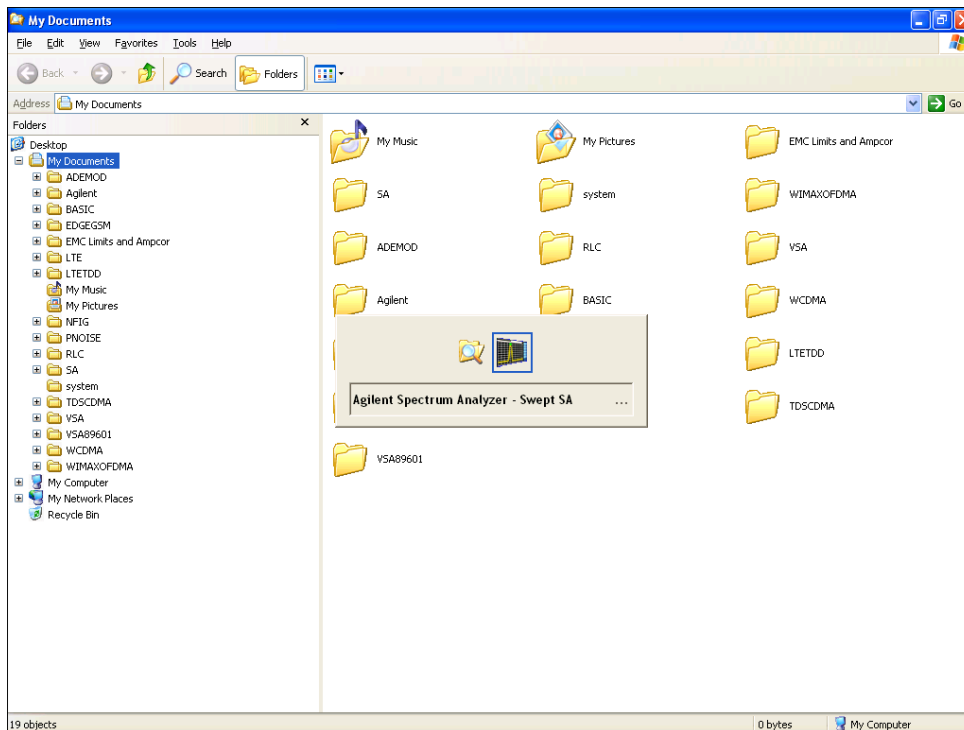 My Documents
File Edit View Favorites Tools Help
Back Search Folders
Address My Documents Go
Folders
Desktop
My Documents
ADEMOD
Agilent
BASIC
EDGEGSM
EMC Limits and Ampcor
LTE
LTETDD
My Music
My Pictures
NFIG
PNOISE
RLC
SA
system
TDSCDMA
VSA
VSA89601
WCDMA
WIMAXOFDMA
My Computer
My Network Places
Recycle Bin
My Music My Pictures EMC Limits and Ampcor
SA system WIMAXOFDMA
ADEMOD RLC VSA
Agilent BASIC WCDMA
LTETDD
TDSCDMA
VSA89601
Agilent Spectrum Analyzer - Swept SA ...
19 objects 0 bytes My Computer